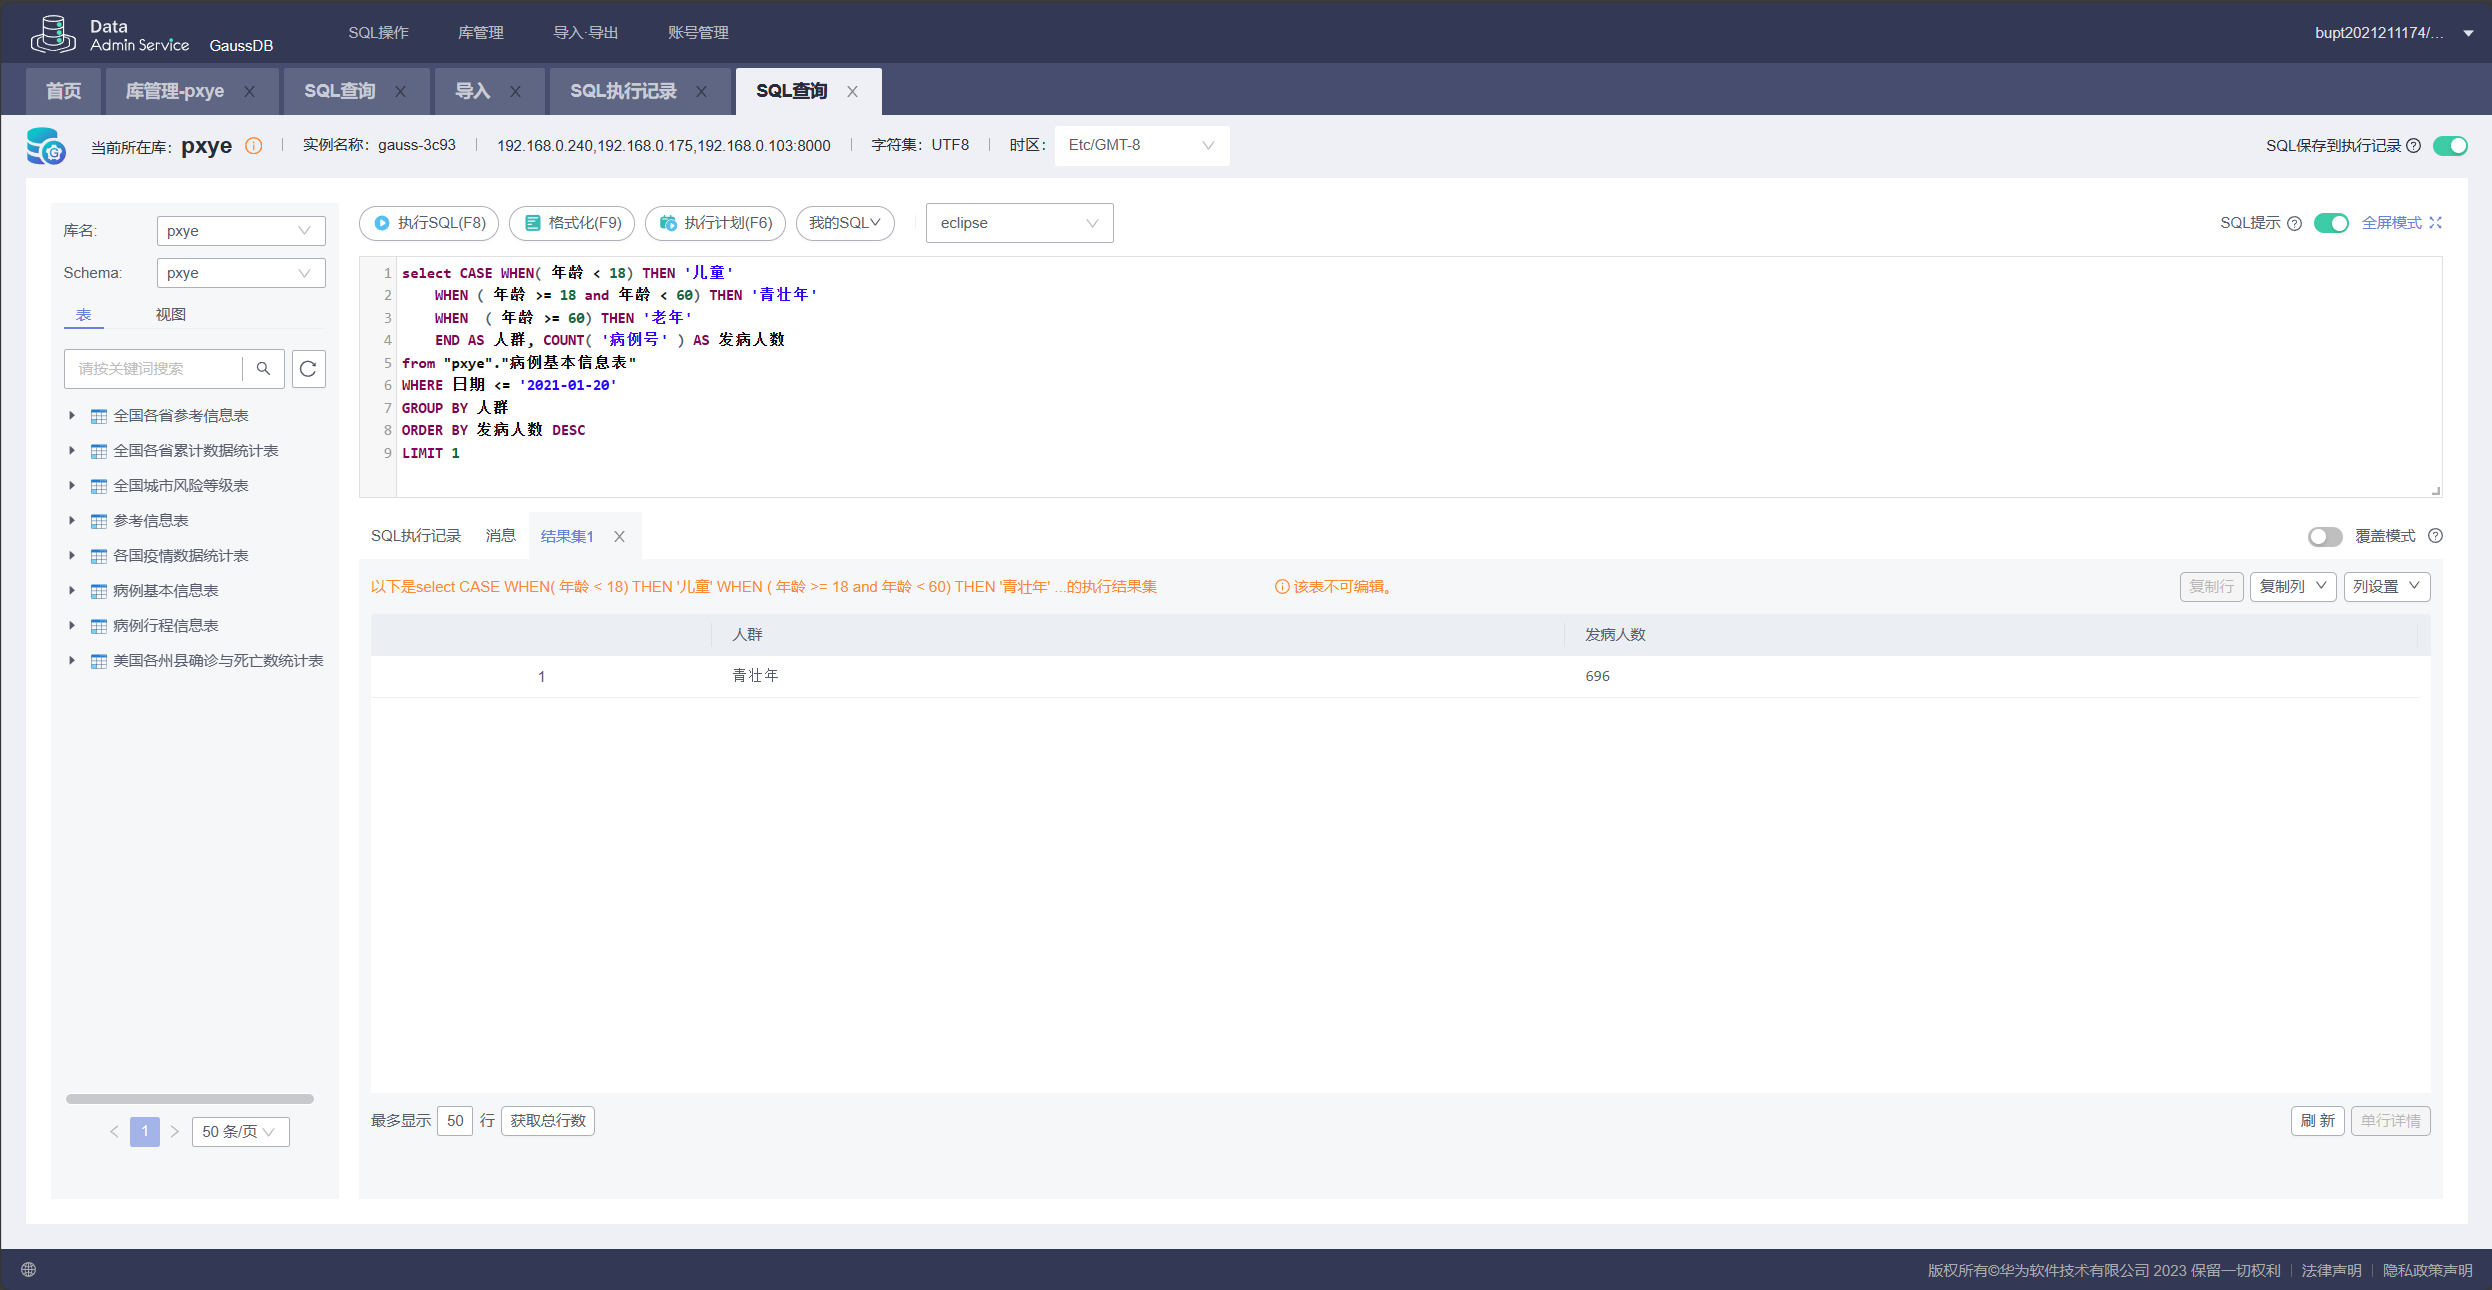 Data
Admin Service GaussDB SQL操作 库管理 导入·导出 账号管理 bupt2021211174/...
首页 库管理-pxye X SQL查询 X 导入 X SQL执行记录 X SQL查询 X
当前所在库: pxye 实例名称: gauss-3c93 192.168.0.240,192.168.0.175,192.168.0.103:8000 字符集: UTF8 时区: Etc/GMT-8 SQL保存到执行记录
库名: pxye
Schema: pxye
表 视图
请按关键词搜索
全国各省参考信息表
全国各省累计数据统计表
全国城市风险等级表
参考信息表
各国疫情数据统计表
病例基本信息表
病例行程信息表
美国各州县确诊与死亡数统计表
< 1 > 50 条/页
执行SQL(F8) 格式化(F9) 执行计划(F6) 我的SQL eclipse SQL提示 全屏模式
1 select CASE WHEN( 年龄 < 18) THEN '儿童'
2 WHEN ( 年龄 >= 18 and 年龄 < 60) THEN '青壮年'
3 WHEN ( 年龄 >= 60) THEN '老年'
4 END AS 人群, COUNT( '病例号' ) AS 发病人数
5 from "pxye"."病例基本信息表"
6 WHERE 日期 <= '2021-01-20'
7 GROUP BY 人群
8 ORDER BY 发病人数 DESC
9 LIMIT 1
SQL执行记录 消息 结果集1 X 覆盖模式
以下是select CASE WHEN( 年龄 < 18) THEN '儿童' WHEN ( 年龄 >= 18 and 年龄 < 60) THEN '青壮年' ...的执行结果集 该表不可编辑。 复制行 复制列 列设置
人群 发病人数
1 青壮年 696
最多显示 50 行 获取总行数 刷新 单行详情
版权所有©华为软件技术有限公司 2023 保留一切权利 | 法律声明 | 隐私政策声明